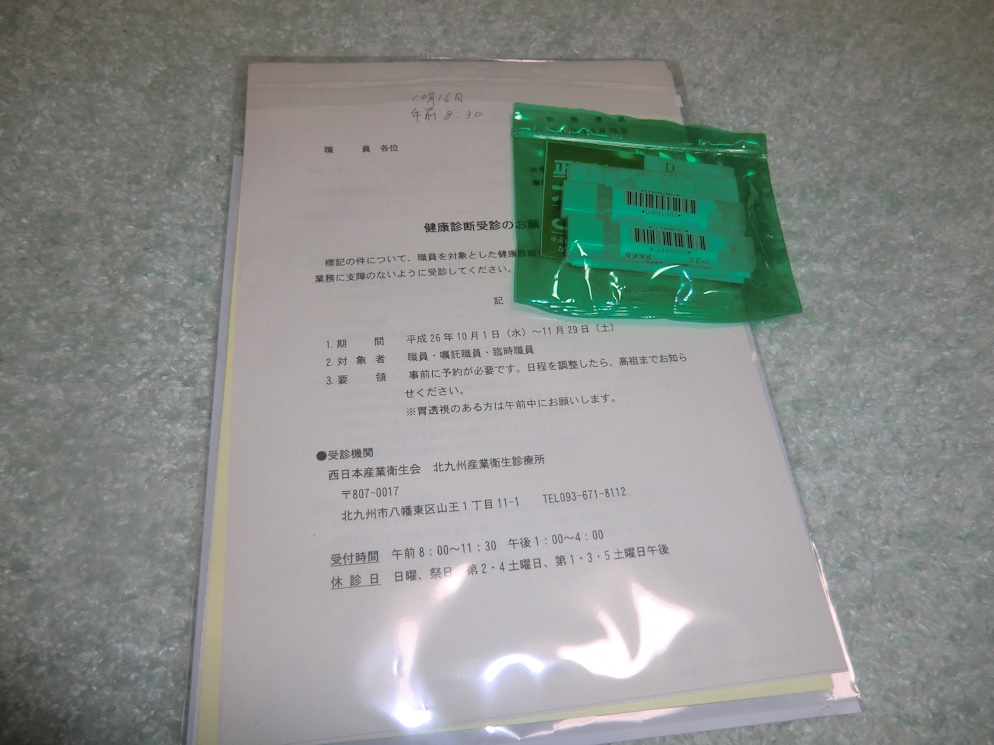 10月16日
午前 8:30
職 員 各位
D
健康診断受診のお願
標記の件について、職員を対象とした健康診断
業務に支障のないように受診してください。
記
1. 期 間 平成26年10月1日（水）～11月29日（土）
2. 対 象 者 職員・嘱託職員・臨時職員
3. 要 領 事前に予約が必要です。日程を調整したら、高祖までお知ら
せください。
※胃透視のある方は午前中にお願いします。
●受診機関
西日本産業衛生会 北九州産業衛生診療所
〒807-0017
北九州市八幡東区山王1丁目11-1 TEL093-671-8112
受付時間 午前8：00～11：30 午後1：00～4：00
休 診 日 日曜、祭日 第2・4土曜日、第1・3・5土曜日午後